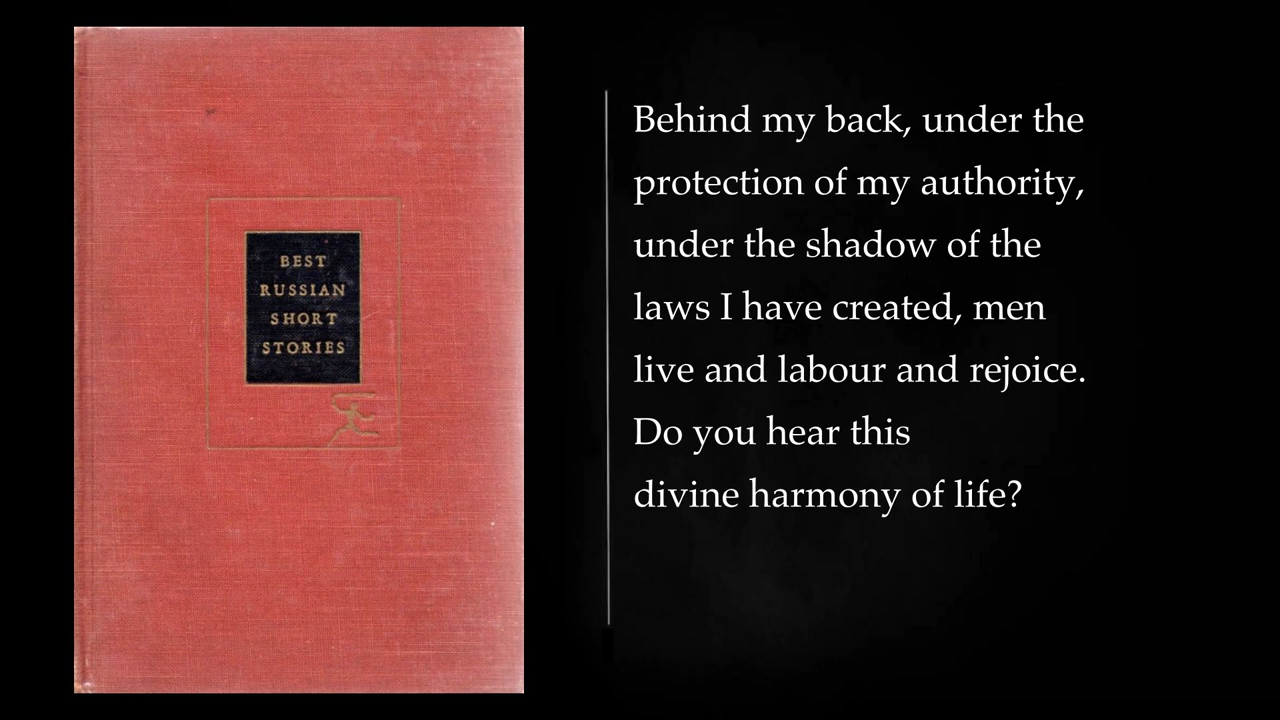 BEST
RUSSIAN
SHORT
STORIES
Behind my back, under the
protection of my authority,
under the shadow of the
laws I have created, men
live and labour and rejoice.
Do you hear this
divine harmony of life?